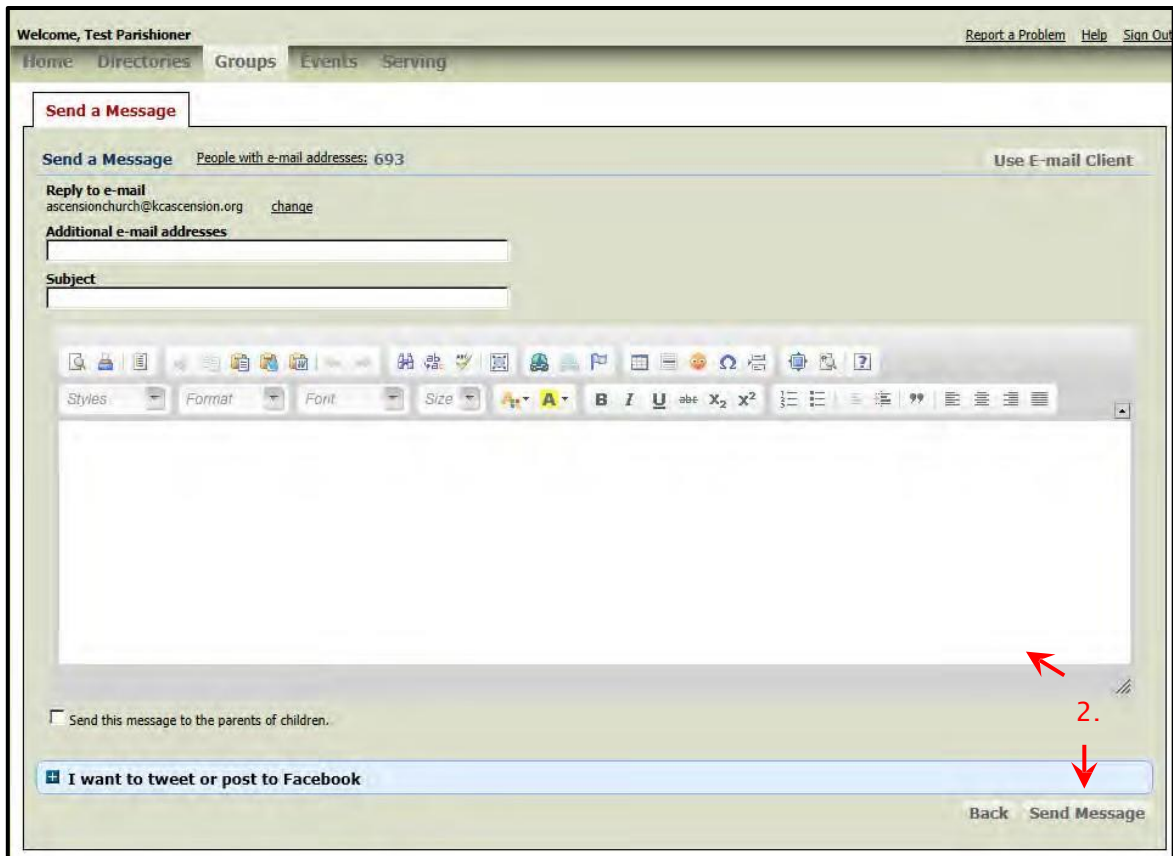 Welcome, Test Parishioner Report a Problem Help Sign Out
Home Directories Groups Events Serving
Send a Message
Send a Message People with e-mail addresses: 693 Use E-mail Client
Reply to e-mail
ascensionchurch@kcascension.org change
Additional e-mail addresses
Subject
Styles Format Font Size A A B I U abc X₂ X²
2.
Send this message to the parents of children.
I want to tweet or post to Facebook
Back Send Message